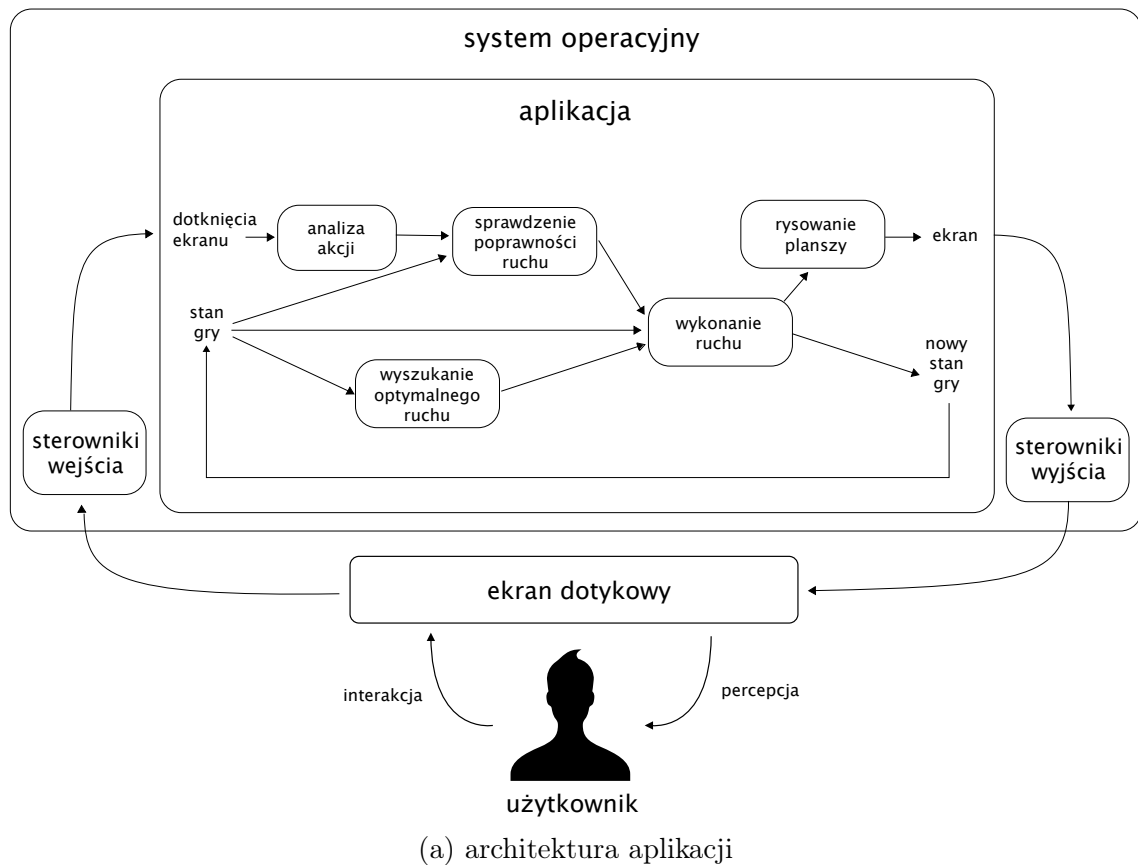 system operacyjny
aplikacja
dotknięcia
ekranu
analiza
akcji
sprawdzenie
poprawności
ruchu
rysowanie
planszy
ekran
stan
gry
wykonanie
ruchu
nowy
stan
gry
wyszukanie
optymalnego
ruchu
sterowniki
wejścia
sterowniki
wyjścia
ekran dotykowy
interakcja
percepcja
użytkownik
(a) architektura aplikacji